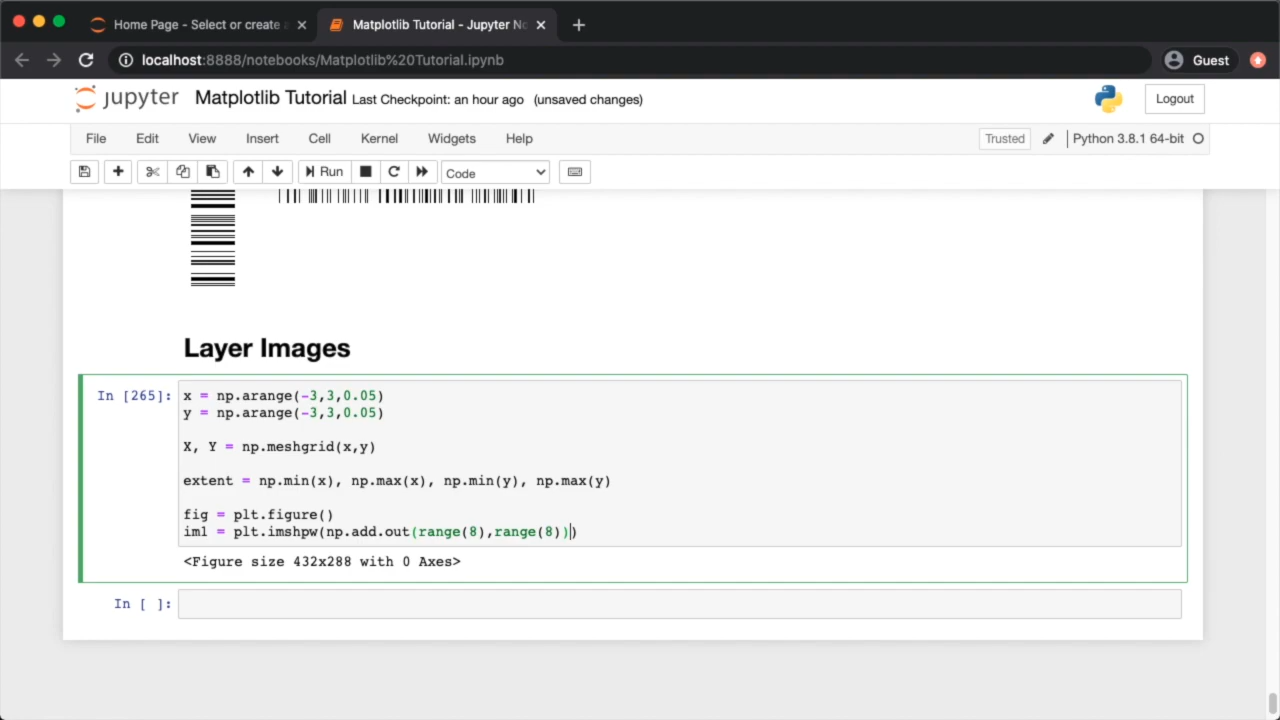 Home Page - Select or create a
Matplotlib Tutorial - Jupyter No
localhost:8888/notebooks/Matplotlib%20Tutorial.ipynb
Guest
jupyter Matplotlib Tutorial Last Checkpoint: an hour ago (unsaved changes)
Logout
File Edit View Insert Cell Kernel Widgets Help
Trusted Python 3.8.1 64-bit
Run Code
Layer Images
In [265]: x = np.arange(-3,3,0.05)
y = np.arange(-3,3,0.05)
X, Y = np.meshgrid(x,y)
extent = np.min(x), np.max(x), np.min(y), np.max(y)
fig = plt.figure()
im1 = plt.imshpw(np.add.out(range(8),range(8)))
<Figure size 432x288 with 0 Axes>
In [ ]: